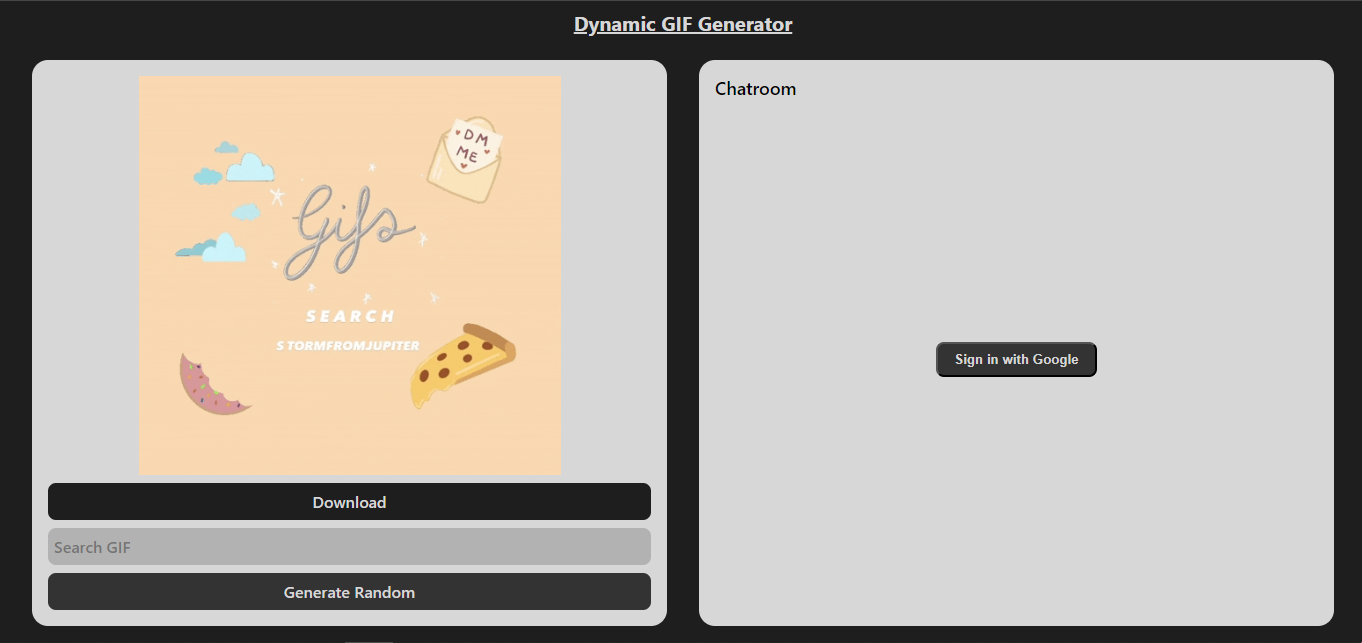 Dynamic GIF Generator
DM
ME
Gifs
SEARCH
STORMFROMJUPITER
Download
Search GIF
Generate Random
Chatroom
Sign in with Google